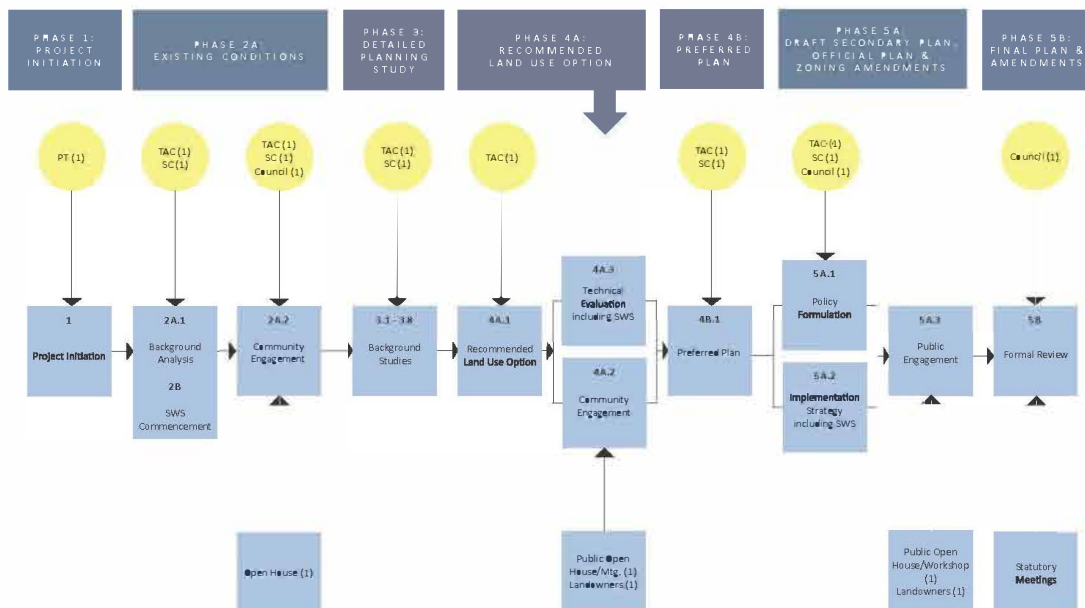 PHASE 1:
PROJECT
INITIATION
PHASE 2A:
EXISTING CONDITIONS
PHASE 3:
DETAILED
PLANNING
STUDY
PHASE 4A:
RECOMMENDED
LAND USE OPTION
PHASE 4B:
PREFERRED
PLAN
PHASE 5A:
DRAFT SECONDARY PLAN,
OFFICIAL PLAN &
ZONING AMENDMENTS
PHASE 5B:
FINAL PLAN &
AMENDMENTS
PT (1)
TAC (1)
SC (1)
TAC (1)
SC (1)
Council (1)
TAC (1)
SC (1)
TAC (1)
TAC (1)
SC (1)
TAC (1)
SC (1)
Council (1)
Council (1)
1
Project Initiation
2A.1
Background
Analysis
2B
SWS
Commencement
2A.2
Community
Engagement
3.1 - 3.8
Background
Studies
4A.1
Recommended
Land Use Option
4A.3
Technical
Evaluation
including SWS
4A.2
Community
Engagement
4B.1
Preferred Plan
5A.1
Policy
Formulation
5A.2
Implementation
Strategy
including SWS
5A.3
Public
Engagement
5B
Formal Review
Open House (1)
Public Open
House/Mtg. (1)
Landowners (1)
Public Open
House/Workshop
(1)
Landowners (1)
Statutory
Meetings